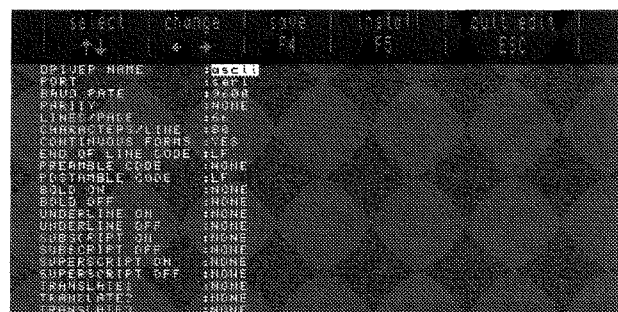 select change save install quit edit
F4 F5 ESC
DRIVER NAME :ascii
PORT :ser1
BAUD RATE :9600
PARITY :NONE
LINES/PAGE :66
CHARACTERS/LINE :80
CONTINUOUS FORMS :YES
END OF LINE CODE :LF
PREAMBLE CODE :NONE
POSTAMBLE CODE :LF
BOLD ON :NONE
BOLD OFF :NONE
UNDERLINE ON :NONE
UNDERLINE OFF :NONE
SUBSCRIPT ON :NONE
SUBSCRIPT OFF :NONE
SUPERSCRIPT ON :NONE
SUPERSCRIPT OFF :NONE
TRANSLATE1 :NONE
TRANSLATE2 :NONE
TRANSLATE3 :NONE